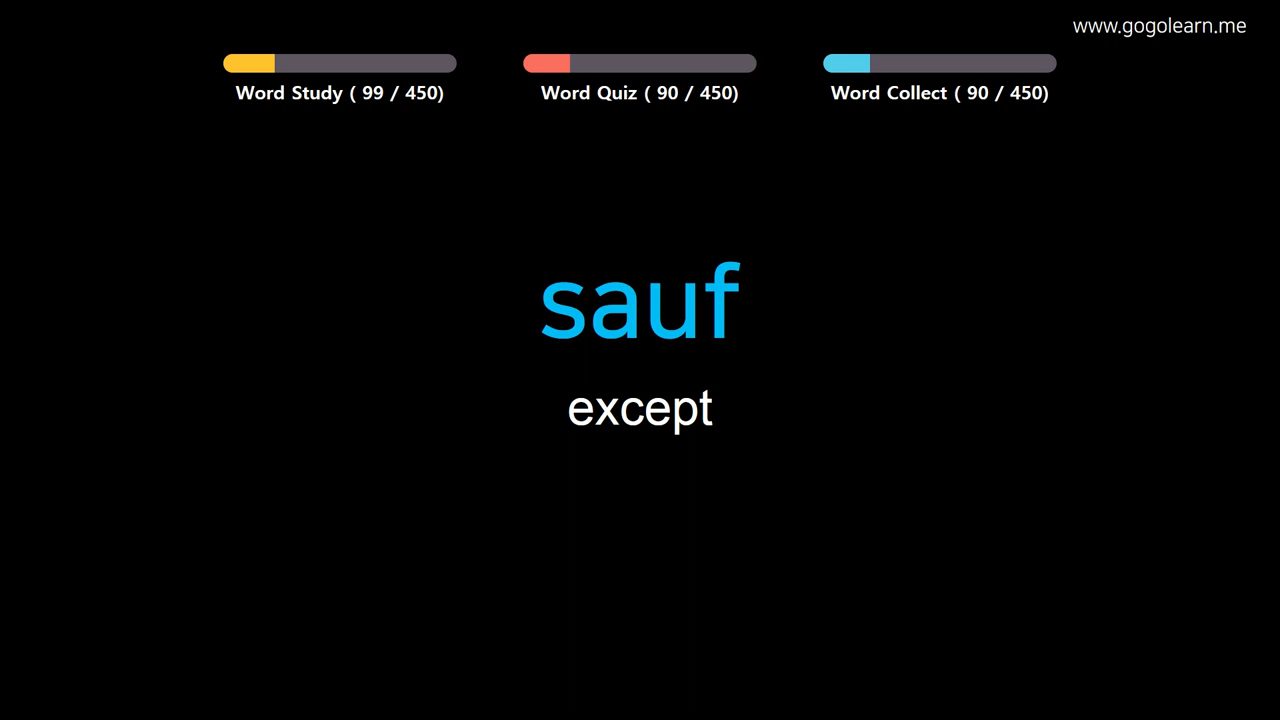 www.gogolearn.me
Word Study ( 99 / 450)
Word Quiz ( 90 / 450)
Word Collect ( 90 / 450)
sauf
except